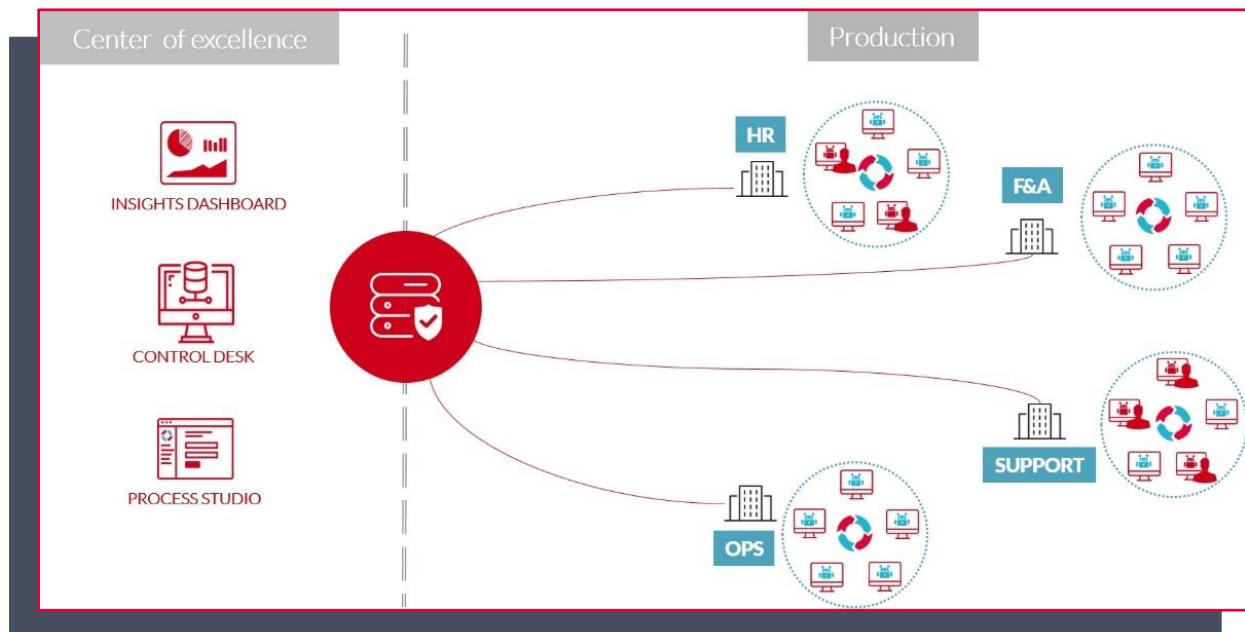 Center of excellence
Production
INSIGHTS DASHBOARD
CONTROL DESK
PROCESS STUDIO
HR
F&A
SUPPORT
OPS